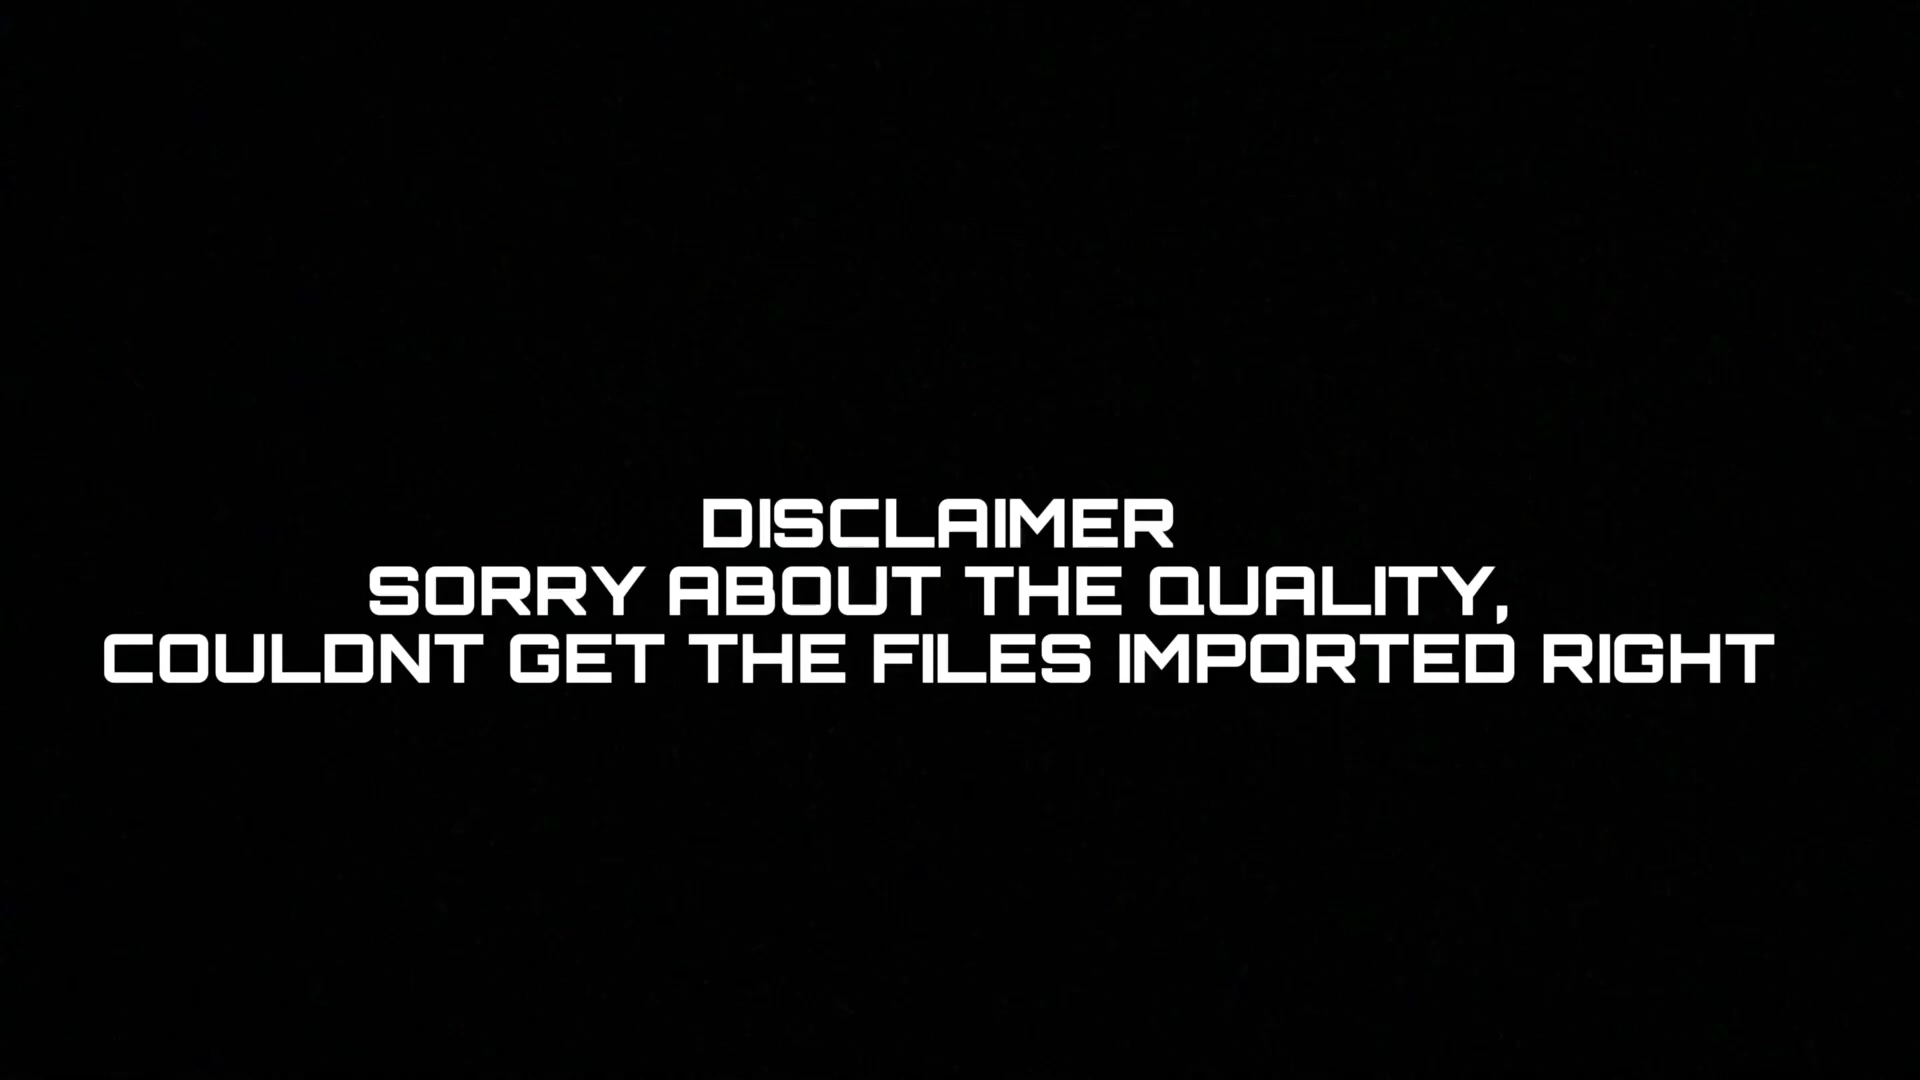 DISCLAIMER
SORRY ABOUT THE QUALITY,
COULDNT GET THE FILES IMPORTED RIGHT